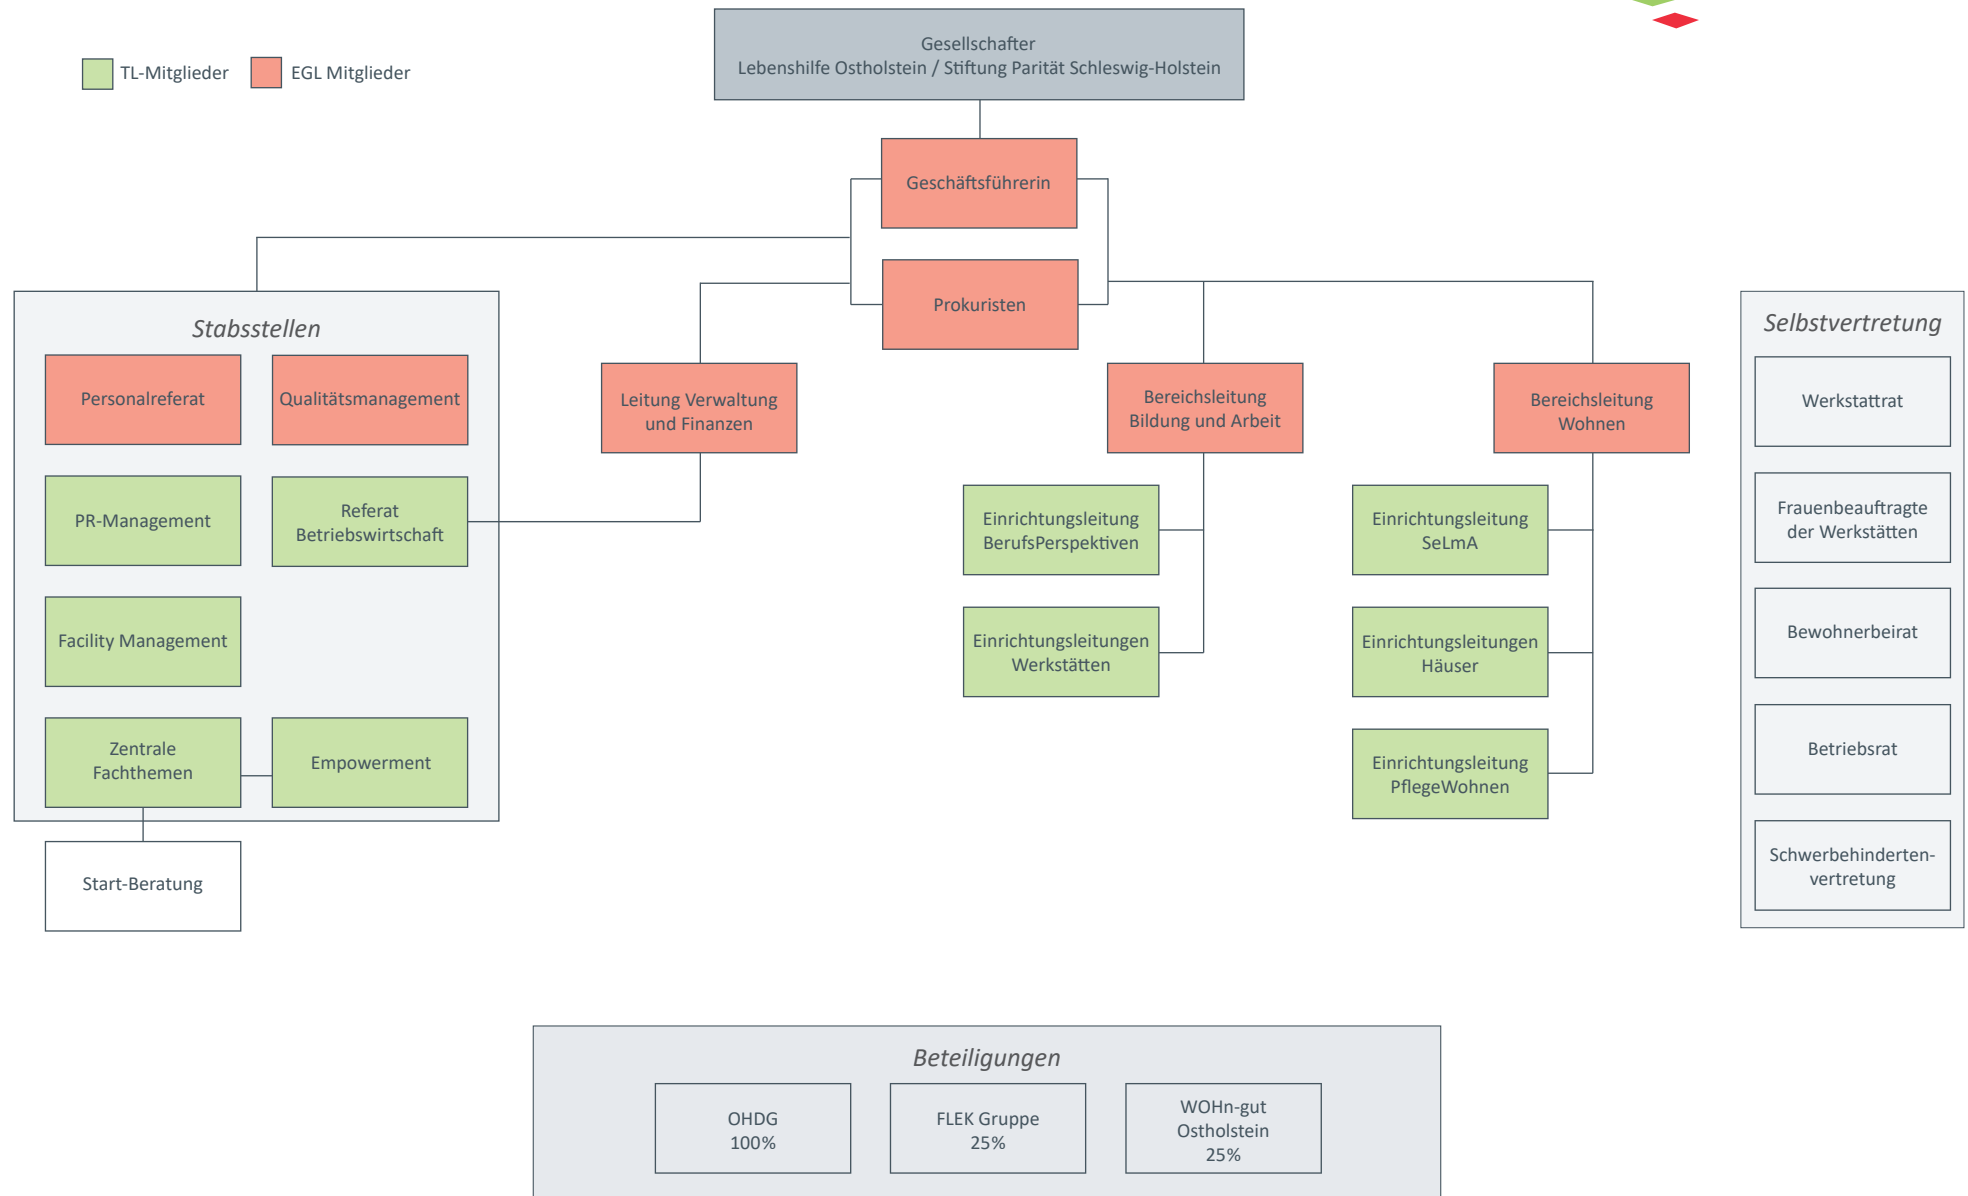 Gesellschafter
Lebenshilfe Ostholstein / Stiftung Parität Schleswig-Holstein
TL-Mitglieder
EGL Mitglieder
Geschäftsführerin
Prokuristen
Stabsstellen
Personalreferat
Qualitätsmanagement
PR-Management
Referat
Betriebswirtschaft
Facility Management
Zentrale
Fachthemen
Empowerment
Start-Beratung
Leitung Verwaltung
und Finanzen
Bereichsleitung
Bildung und Arbeit
Einrichtungsleitung
BerufsPerspektiven
Einrichtungsleitungen
Werkstätten
Bereichsleitung
Wohnen
Einrichtungsleitung
SeLmA
Einrichtungsleitungen
Häuser
Einrichtungsleitung
PflegeWohnen
Selbstvertretung
Werkstattrat
Frauenbeauftragte
der Werkstätten
Bewohnerbeirat
Betriebsrat
Schwerbehinderten-
vertretung
Beteiligungen
OHDG
100%
FLEK Gruppe
25%
WOHn-gut
Ostholstein
25%